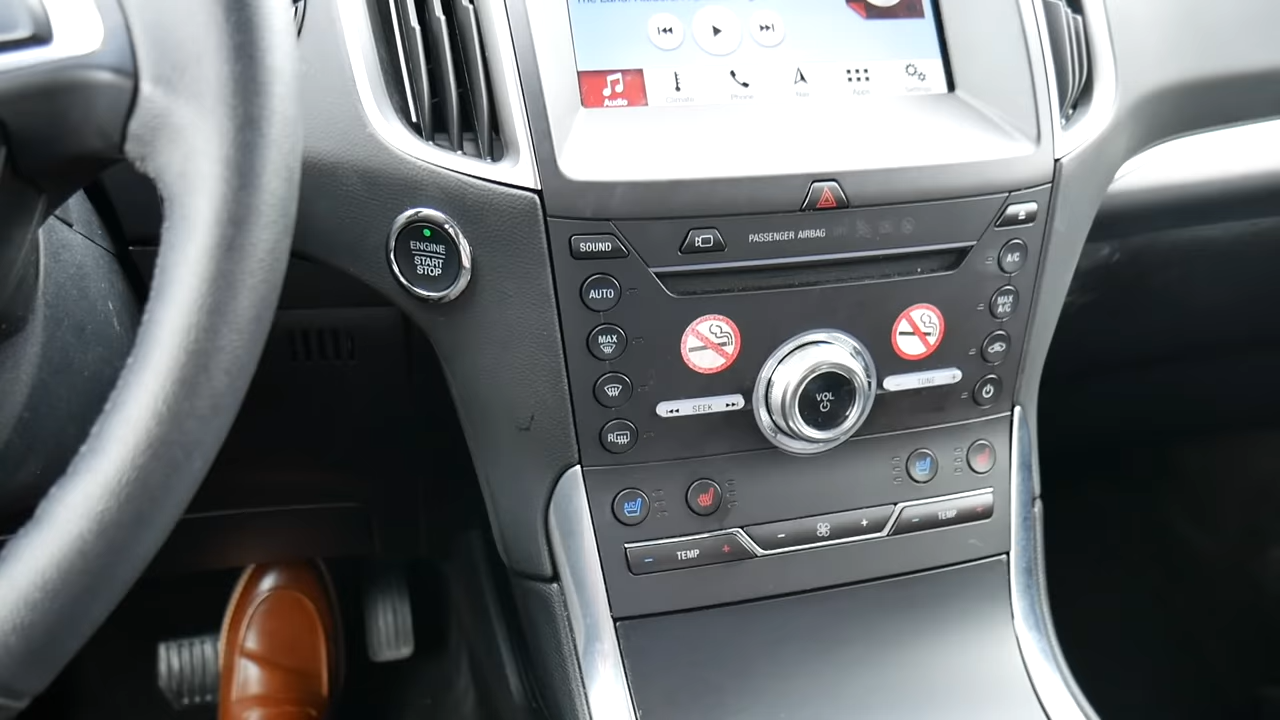 Audio
Climate
Phone
Nav
Apps
Settings
ENGINE
START
STOP
SOUND
PASSENGER AIRBAG
AUTO
A/C
MAX
MAX
A/C
R
SEEK
VOL
TUNE
A/C
TEMP
TEMP